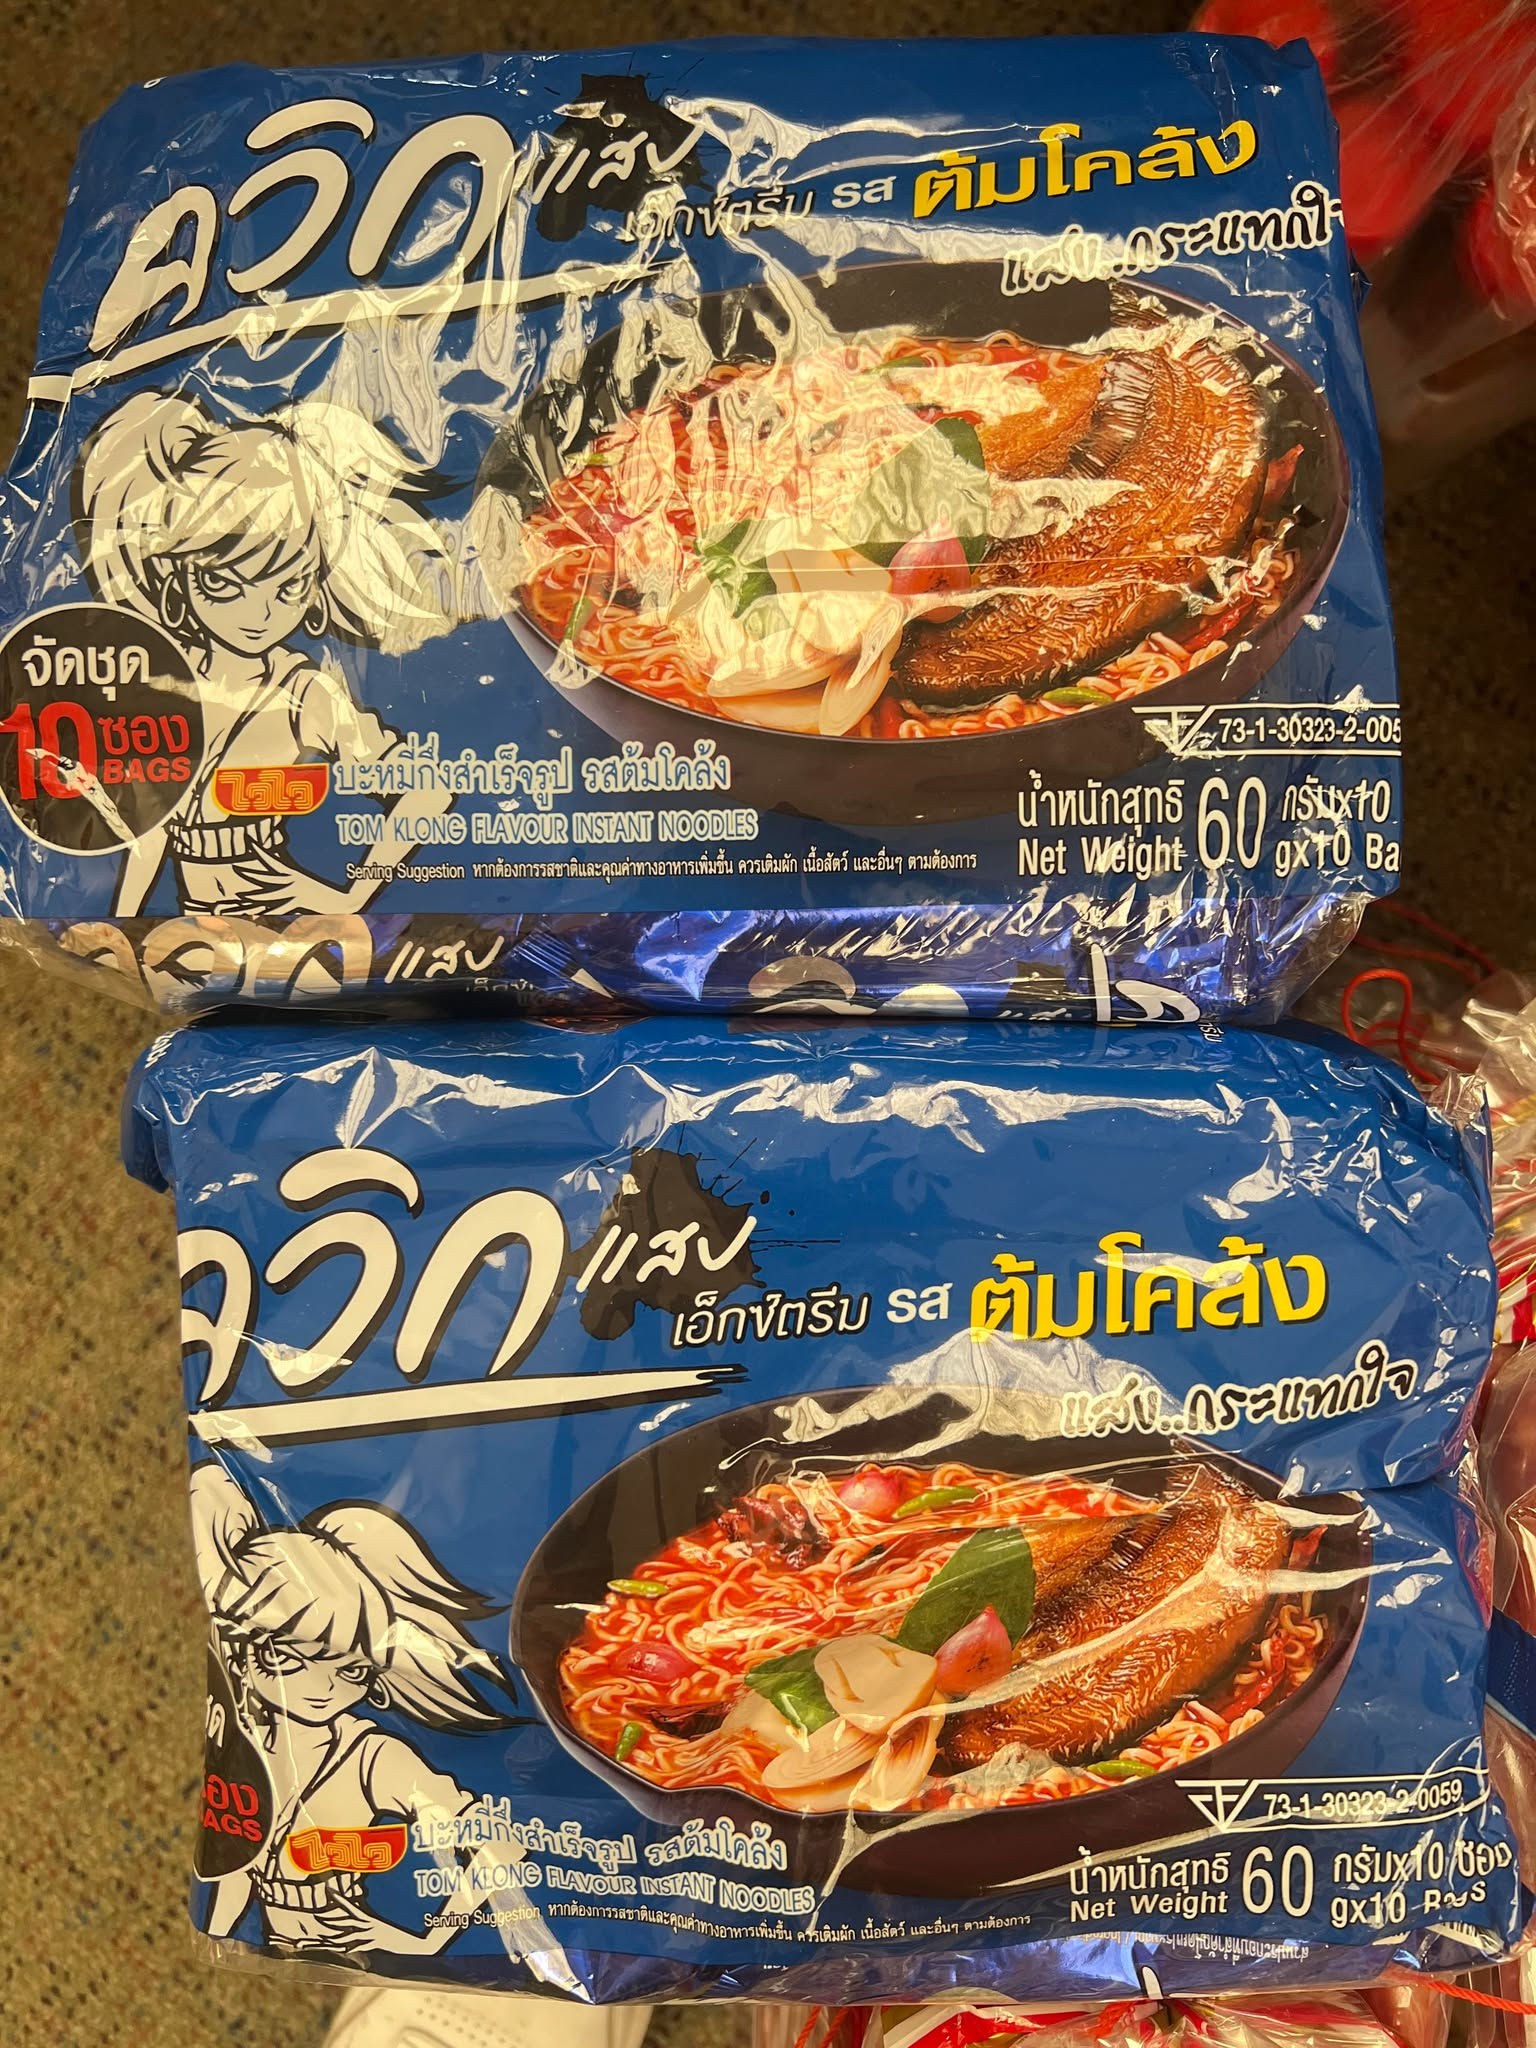 ควิก แสบ
เอ็กซ์ตรีม รส ต้มโคล้ง
แสบ..กระแทกใจ
จัดชุด
10 ซอง
BAGS
73-1-30323-2-005
ไวไว บะหมี่กึ่งสำเร็จรูป รสต้มโคล้ง
TOM KLONG FLAVOUR INSTANT NOODLES
Serving Suggestion หากต้องการรสชาติและคุณค่าทางอาหารเพิ่มขึ้น ควรเติมผัก เนื้อสัตว์ และอื่นๆ ตามต้องการ
น้ำหนักสุทธิ 60 กรัมx10
Net Weight gx10 Ba
แสบ
ควิก แสบ
เอ็กซ์ตรีม รส ต้มโคล้ง
แสบ..กระแทกใจ
ุด
ซอง
AGS
73-1-30323-2-0059
ไวไว บะหมี่กึ่งสำเร็จรูป รสต้มโคล้ง
TOM KLONG FLAVOUR INSTANT NOODLES
Serving Suggestion หากต้องการรสชาติและคุณค่าทางอาหารเพิ่มขึ้น ควรเติมผัก เนื้อสัตว์ และอื่นๆ ตามต้องการ
น้ำหนักสุทธิ 60 กรัมx10 ซอง
Net Weight gx10 Bags